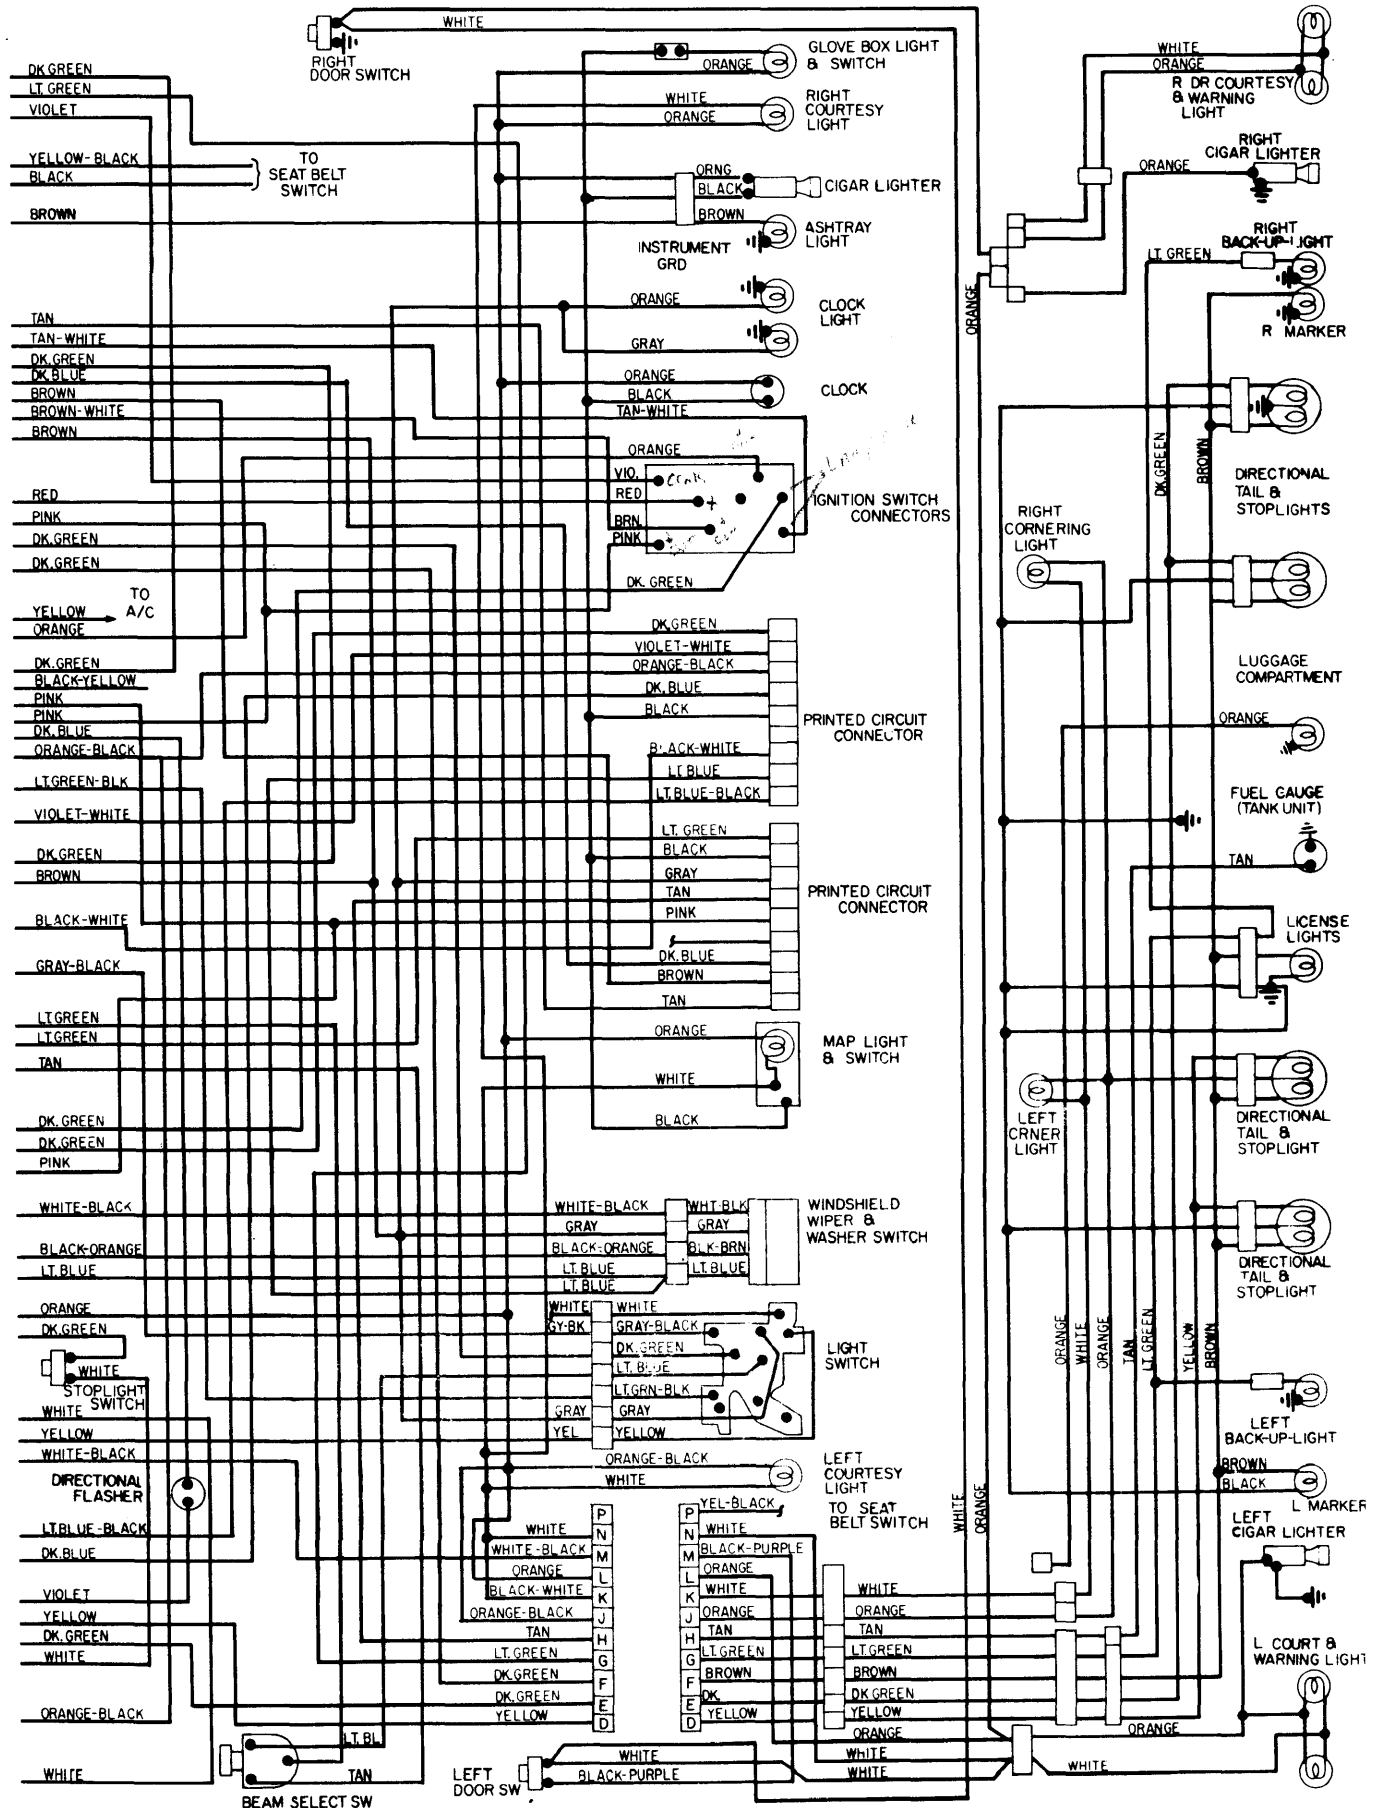 WHITE
RIGHT
DOOR SWITCH
DK GREEN
LT. GREEN
VIOLET
YELLOW-BLACK
BLACK
TO
SEAT BELT
SWITCH
BROWN
GLOVE BOX LIGHT
& SWITCH
ORANGE
RIGHT
COURTESY
LIGHT
WHITE
ORANGE
ORNG
BLACK
CIGAR LIGHTER
BROWN
ASHTRAY
LIGHT
INSTRUMENT
GRD
ORANGE
CLOCK
LIGHT
GRAY
ORANGE
BLACK
CLOCK
TAN-WHITE
TAN
TAN-WHITE
DK.GREEN
DK.BLUE
BROWN
BROWN-WHITE
BROWN
ORANGE
VIO.
RED
BRN.
PINK
IGNITION SWITCH
CONNECTORS
RED
PINK
DK.GREEN
DK.GREEN
DK. GREEN
TO
A/C
YELLOW
ORANGE
DK.GREEN
BLACK-YELLOW
PINK
PINK
DK.BLUE
ORANGE-BLACK
LT.GREEN-BLK
VIOLET-WHITE
DK.GREEN
BROWN
BLACK-WHITE
GRAY-BLACK
LT.GREEN
LT.GREEN
TAN
DK. GREEN
DK.GREEN
PINK
DK.GREEN
VIOLET-WHITE
ORANGE-BLACK
DK.BLUE
BLACK
PRINTED CIRCUIT
CONNECTOR
BLACK-WHITE
LT.BLUE
LT.BLUE-BLACK
LT. GREEN
BLACK
GRAY
TAN
PINK
PRINTED CIRCUIT
CONNECTOR
DK.BLUE
BROWN
TAN
ORANGE
MAP LIGHT
& SWITCH
WHITE
BLACK
WHITE-BLACK
BLACK-ORANGE
LT.BLUE
WHITE-BLACK
GRAY
BLACK-ORANGE
LT.BLUE
LT.BLUE
WHT-BLK
GRAY
BLK-BRN
LT.BLUE
WINDSHIELD
WIPER &
WASHER SWITCH
ORANGE
DK.GREEN
WHITE
STOPLIGHT
SWITCH
WHITE
GY-BK
GRAY
YEL
WHITE
GRAY-BLACK
DK.GREEN
LT.BLUE
LT.GRN-BLK
GRAY
YELLOW
LIGHT
SWITCH
WHITE
YELLOW
WHITE-BLACK
DIRECTIONAL
FLASHER
LT.BLUE-BLACK
DK.BLUE
VIOLET
YELLOW
DK.GREEN
WHITE
ORANGE-BLACK
WHITE
ORANGE-BLACK
WHITE
LEFT
COURTESY
LIGHT
WHITE
WHITE-BLACK
ORANGE
BLACK-WHITE
ORANGE-BLACK
TAN
LT.GREEN
DK.GREEN
DK.GREEN
YELLOW
P
N
M
L
K
J
H
G
F
E
D
P
N
M
L
K
J
H
G
F
E
D
YEL-BLACK
TO SEAT
BELT SWITCH
WHITE
BLACK-PURPLE
ORANGE
WHITE
ORANGE
TAN
LT.GREEN
BROWN
DK.
YELLOW
WHITE
ORANGE
TAN
LT.GREEN
BROWN
DK GREEN
YELLOW
ORANGE
WHITE
WHITE
LT. BL
TAN
BEAM SELECT SW
LEFT
DOOR SW
WHITE
BLACK-PURPLE
WHITE
ORANGE
ORANGE
WHITE
ORANGE
R DR COURTESY
& WARNING
LIGHT
RIGHT
CIGAR LIGHTER
ORANGE
RIGHT
BACK-UP-LIGHT
LT. GREEN
R MARKER
DK.GREEN
BROWN
DIRECTIONAL
TAIL &
STOPLIGHTS
RIGHT
CORNERING
LIGHT
LUGGAGE
COMPARTMENT
ORANGE
FUEL GAUGE
(TANK UNIT)
TAN
LICENSE
LIGHTS
LEFT
CRNER
LIGHT
DIRECTIONAL
TAIL &
STOPLIGHT
DIRECTIONAL
TAIL &
STOPLIGHT
ORANGE
WHITE
ORANGE
TAN
LT.GREEN
YELLOW
BROWN
LEFT
BACK-UP-LIGHT
BROWN
BLACK
L MARKER
LEFT
CIGAR LIGHTER
L COURT &
WARNING LIGHT
ORANGE
WHITE